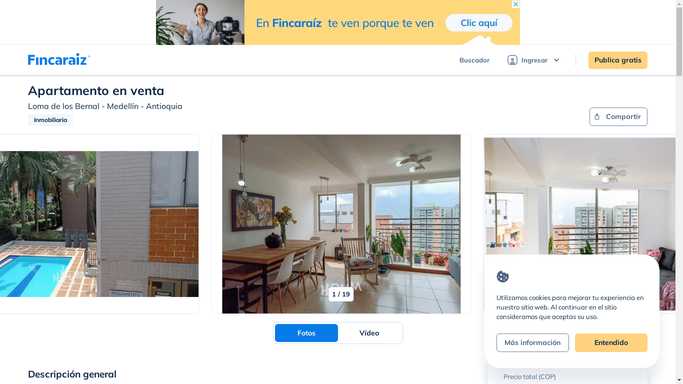 En Fincaraíz te ven porque te ven
Clic aquí
Fincaraiz
Buscador
Ingresar
Publica gratis
Apartamento en venta
Loma de los Bernal - Medellín - Antioquia
Inmobiliaria
Compartir
1 / 19
Utilizamos cookies para mejorar tu experiencia en
nuestro sitio web. Al continuar en el sitio
consideramos que aceptas su uso.
Más información
Entendido
Fotos
Vídeo
Descripción general
Precio total (COP)